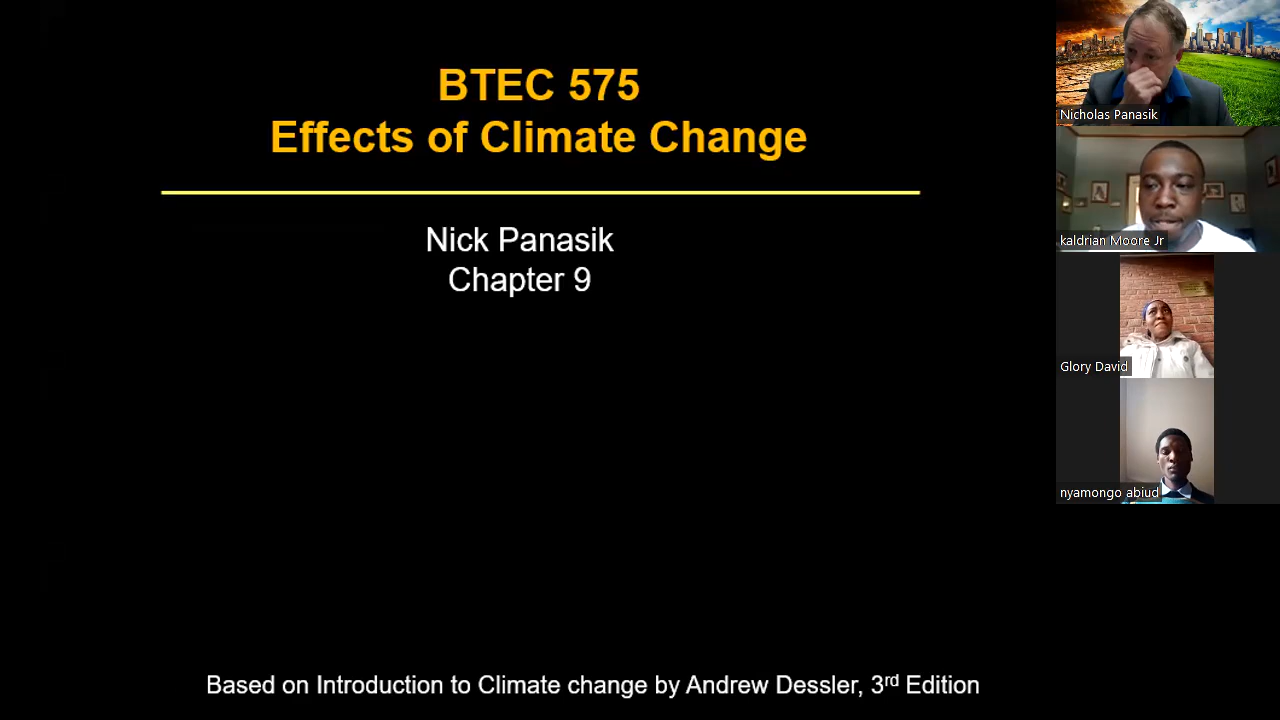 BTEC 575
Effects of Climate Change
Nick Panasik
Chapter 9
Based on Introduction to Climate change by Andrew Dessler, 3rd Edition
Nicholas Panasik
kaldrian Moore Jr
Glory David
nyamongo abiud